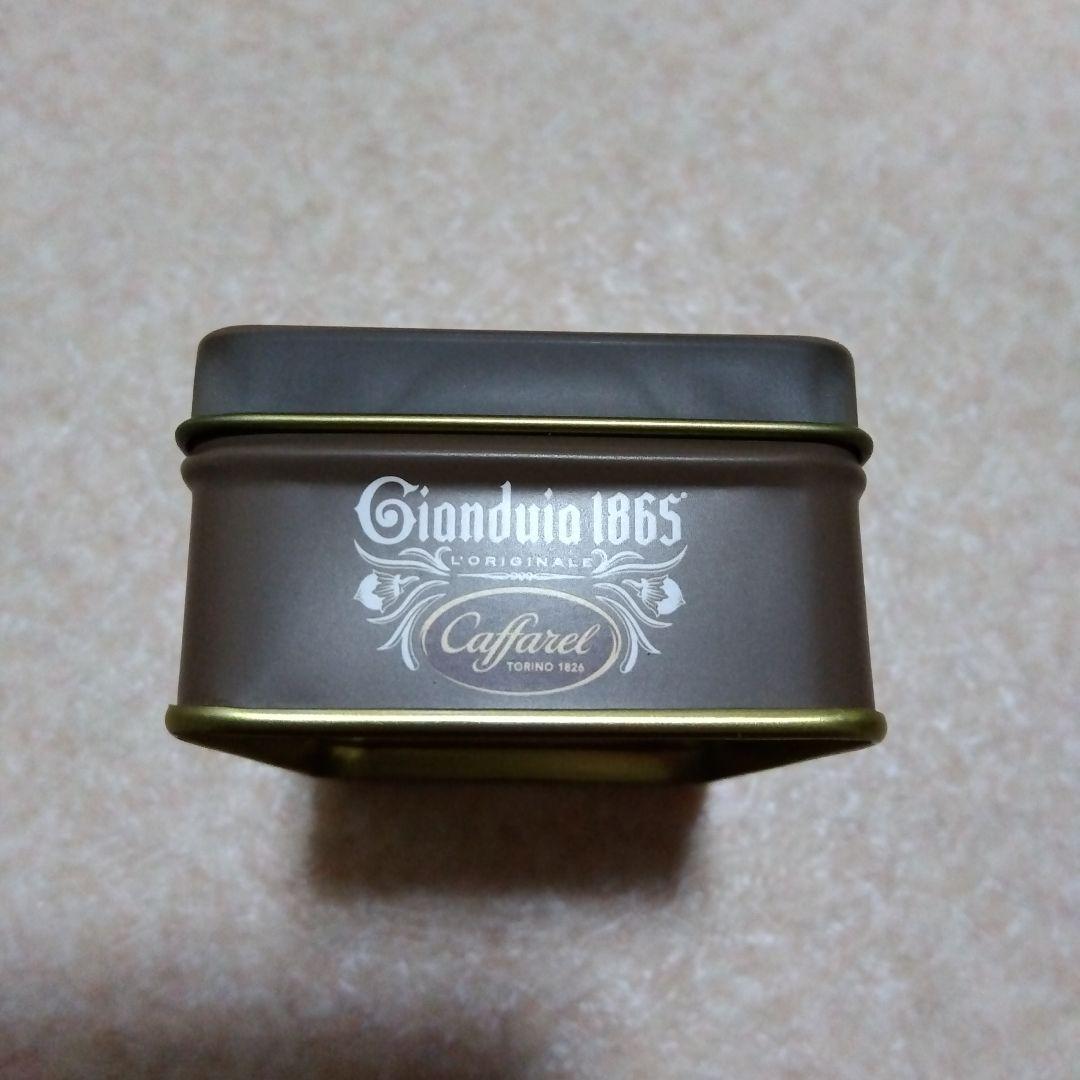 Gianduia 1865
L'ORIGINALE
Caffarel
TORINO 1826